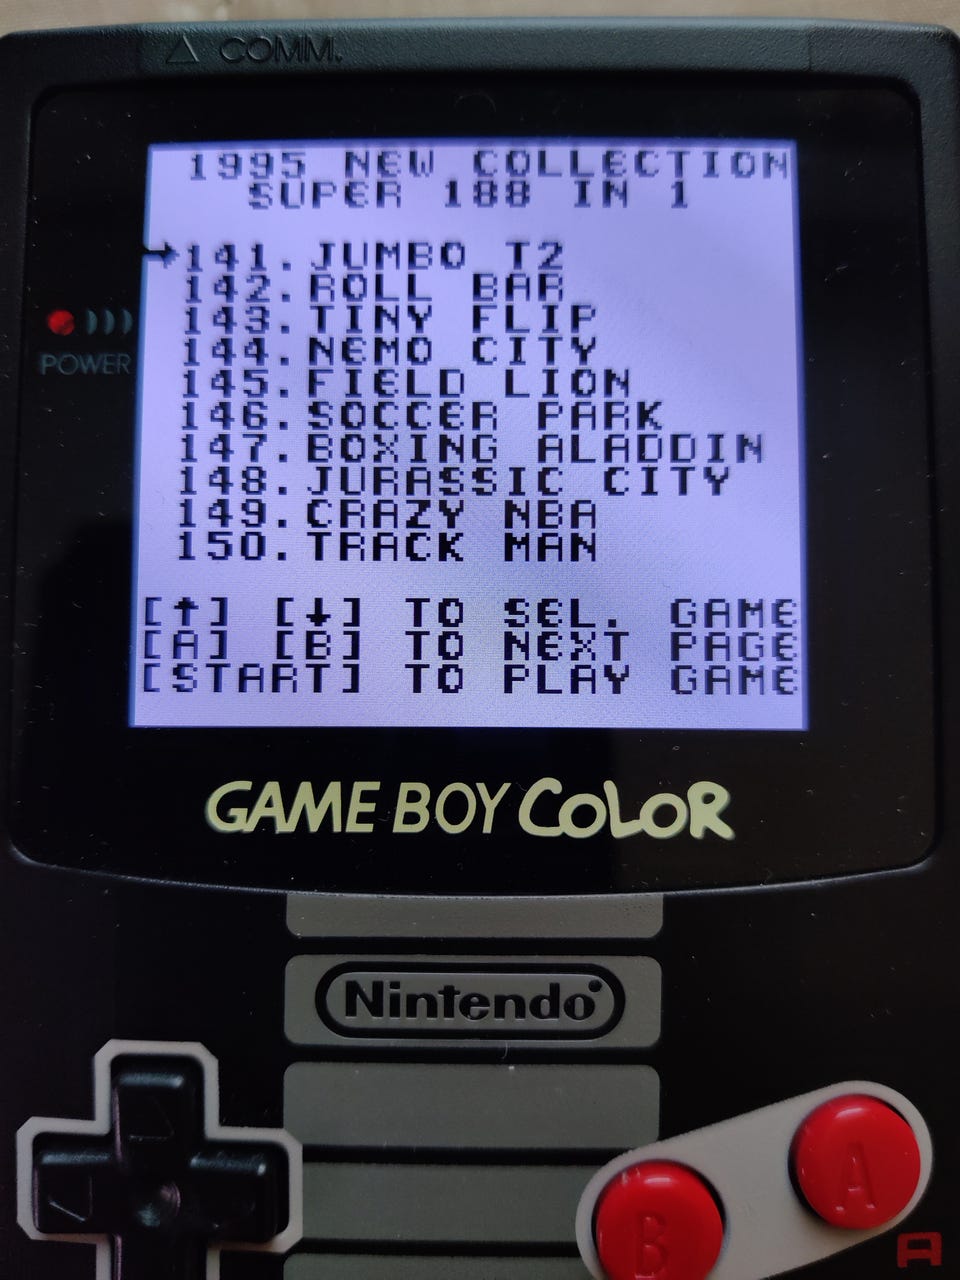 △ COMM.
1995 NEW COLLECTION
SUPER 188 IN 1
→141. JUMBO T2
142. ROLL BAR
143. TINY FLIP
144. NEMO CITY
145. FIELD LION
146. SOCCER PARK
147. BOXING ALADDIN
148. JURASSIC CITY
149. CRAZY NBA
150. TRACK MAN
[↑] [↓] TO SEL. GAME
[A] [B] TO NEXT PAGE
[START] TO PLAY GAME
POWER
GAME BOY COLOR
Nintendo
A
B
A